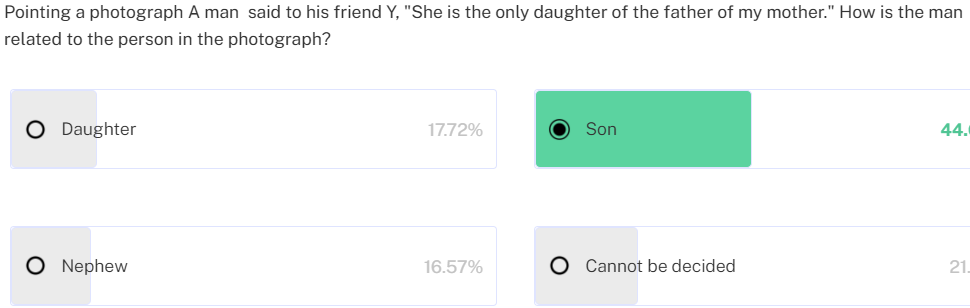 Pointing a photograph A man said to his friend Y, "She is the only daughter of the father of my mother." How is the man
related to the person in the photograph?
Daughter 17.72%
Son 44.
Nephew 16.57%
Cannot be decided 21.